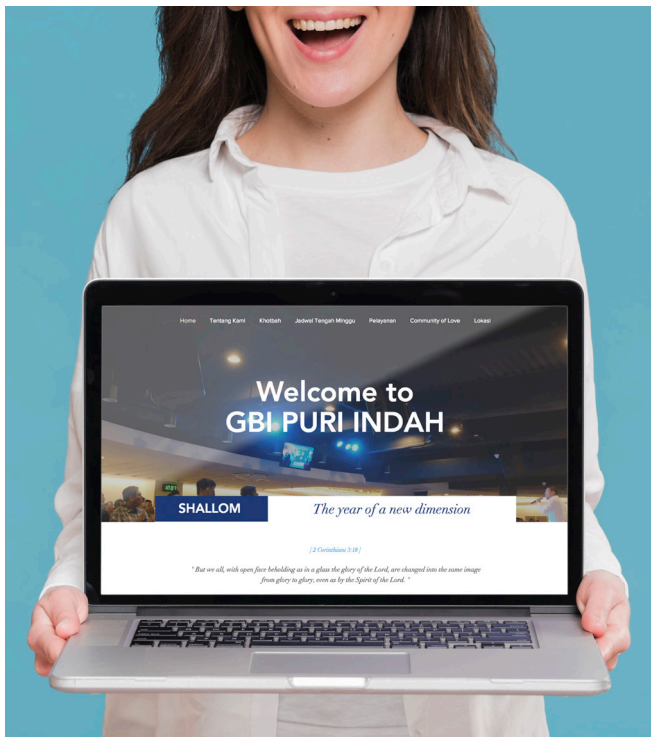 Home Tentang Kami Khotbah Jadwal Tengah Minggu Pelayanan Community of Love Lokasi
Welcome to
GBI PURI INDAH
SHALLOM
The year of a new dimension
[ 2 Corinthians 3:18 ]
" But we all, with open face beholding as in a glass the glory of the Lord, are changed into the same image
from glory to glory, even as by the Spirit of the Lord. "